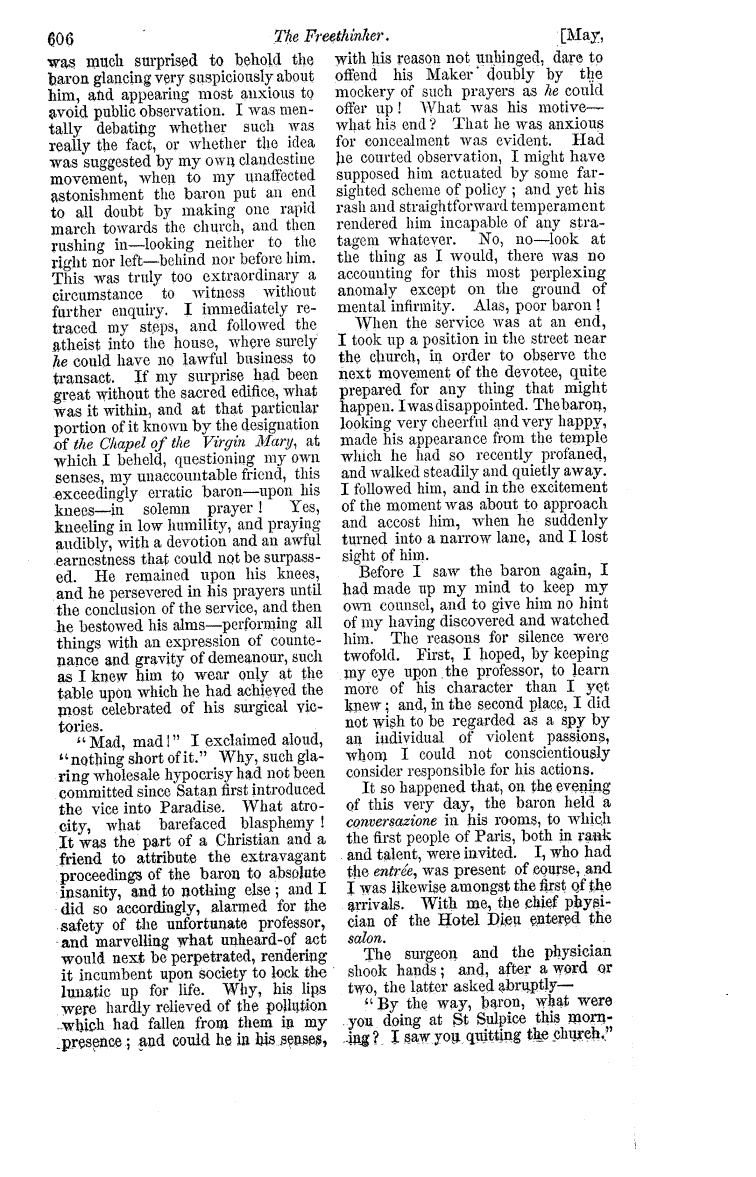 606 The Freethinker. [May,
was much surprised to behold the
baron glancing very suspiciously about
him, and appearing most anxious to
avoid public observation. I was men-
tally debating whether such was
really the fact, or whether the idea
was suggested by my own clandestine
movement, when to my unaffected
astonishment the baron put an end
to all doubt by making one rapid
march towards the church, and then
rushing in—looking neither to the
right nor left—behind nor before him.
This was truly too extraordinary a
circumstance to witness without
further enquiry. I immediately re-
traced my steps, and followed the
atheist into the house, where surely
he could have no lawful business to
transact. If my surprise had been
great without the sacred edifice, what
was it within, and at that particular
portion of it known by the designation
of the Chapel of the Virgin Mary, at
which I beheld, questioning my own
senses, my unaccountable friend, this
exceedingly erratic baron—upon his
knees—in solemn prayer! Yes,
kneeling in low humility, and praying
audibly, with a devotion and an awful
earnestness that could not be surpass-
ed. He remained upon his knees,
and he persevered in his prayers until
the conclusion of the service, and then
he bestowed his alms—performing all
things with an expression of counte-
nance and gravity of demeanour, such
as I knew him to wear only at the
table upon which he had achieved the
most celebrated of his surgical vic-
tories.
"Mad, mad!" I exclaimed aloud,
"nothing short of it." Why, such gla-
ring wholesale hypocrisy had not been
committed since Satan first introduced
the vice into Paradise. What atro-
city, what barefaced blasphemy!
It was the part of a Christian and a
friend to attribute the extravagant
proceedings of the baron to absolute
insanity, and to nothing else; and I
did so accordingly, alarmed for the
safety of the unfortunate professor,
and marvelling what unheard-of act
would next be perpetrated, rendering
it incumbent upon society to lock the
lunatic up for life. Why, his lips
were hardly relieved of the pollution
which had fallen from them in my
presence; and could he in his senses,
with his reason not unhinged, dare to
offend his Maker doubly by the
mockery of such prayers as he could
offer up! What was his motive—
what his end? That he was anxious
for concealment was evident. Had
he courted observation, I might have
supposed him actuated by some far-
sighted scheme of policy; and yet his
rash and straightforward temperament
rendered him incapable of any stra-
tagem whatever. No, no—look at
the thing as I would, there was no
accounting for this most perplexing
anomaly except on the ground of
mental infirmity. Alas, poor baron!
When the service was at an end,
I took up a position in the street near
the church, in order to observe the
next movement of the devotee, quite
prepared for any thing that might
happen. I was disappointed. The baron,
looking very cheerful and very happy,
made his appearance from the temple
which he had so recently profaned,
and walked steadily and quietly away.
I followed him, and in the excitement
of the moment was about to approach
and accost him, when he suddenly
turned into a narrow lane, and I lost
sight of him.
Before I saw the baron again, I
had made up my mind to keep my
own counsel, and to give him no hint
of my having discovered and watched
him. The reasons for silence were
twofold. First, I hoped, by keeping
my eye upon the professor, to learn
more of his character than I yet
knew; and, in the second place, I did
not wish to be regarded as a spy by
an individual of violent passions,
whom I could not conscientiously
consider responsible for his actions.
It so happened that, on the evening
of this very day, the baron held a
conversazione in his rooms, to which
the first people of Paris, both in rank
and talent, were invited. I, who had
the entrée, was present of course, and
I was likewise amongst the first of the
arrivals. With me, the chief physi-
cian of the Hotel Dieu entered the
salon.
The surgeon and the physician
shook hands; and, after a word or
two, the latter asked abruptly—
"By the way, baron, what were
you doing at St Sulpice this morn-
ing? I saw you quitting the church."